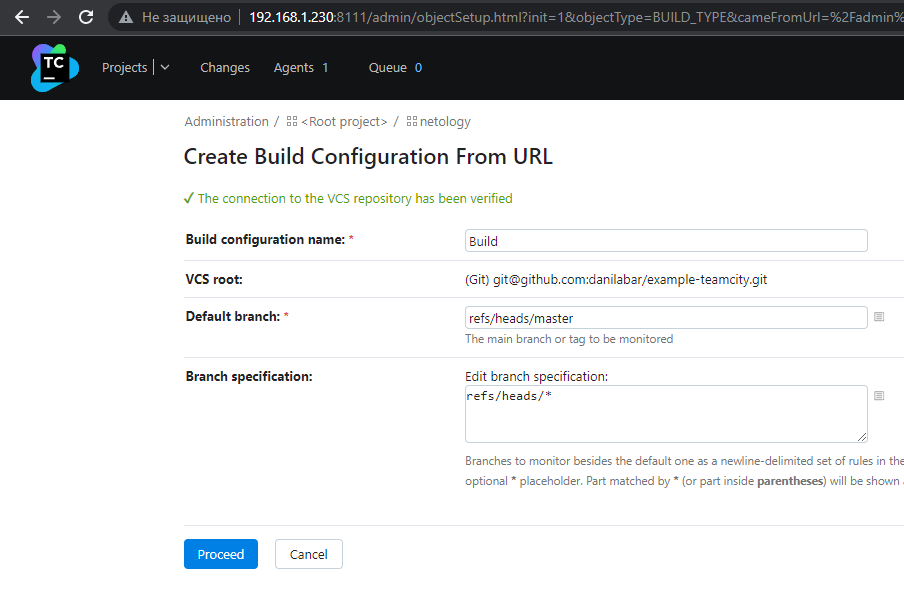 Не защищено 192.168.1.230:8111/admin/objectSetup.html?init=1&objectType=BUILD_TYPE&cameFromUrl=%2Fadmin%
TC
Projects Changes Agents 1 Queue 0
Administration / <Root project> / netology
Create Build Configuration From URL
✓ The connection to the VCS repository has been verified
Build configuration name: * Build
VCS root: (Git) git@github.com:danilabar/example-teamcity.git
Default branch: * refs/heads/master
The main branch or tag to be monitored
Branch specification: Edit branch specification:
refs/heads/*
Branches to monitor besides the default one as a newline-delimited set of rules in the
optional * placeholder. Part matched by * (or part inside parentheses) will be shown
Proceed Cancel